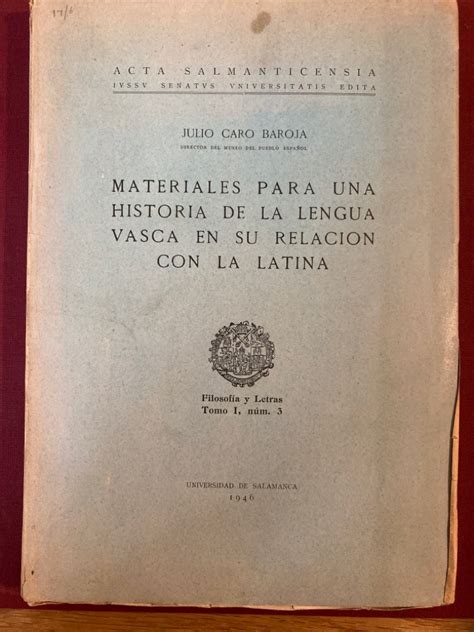 17/6
ACTA SALMANTICENSIA
IVSSV SENATVS VNIVERSITATIS EDITA
JULIO CARO BAROJA
DIRECTOR DEL MUSEO DEL PUEBLO ESPAÑOL
MATERIALES PARA UNA
HISTORIA DE LA LENGUA
VASCA EN SU RELACION
CON LA LATINA
Filosofía y Letras
Tomo I, núm. 3
UNIVERSIDAD DE SALAMANCA
1946